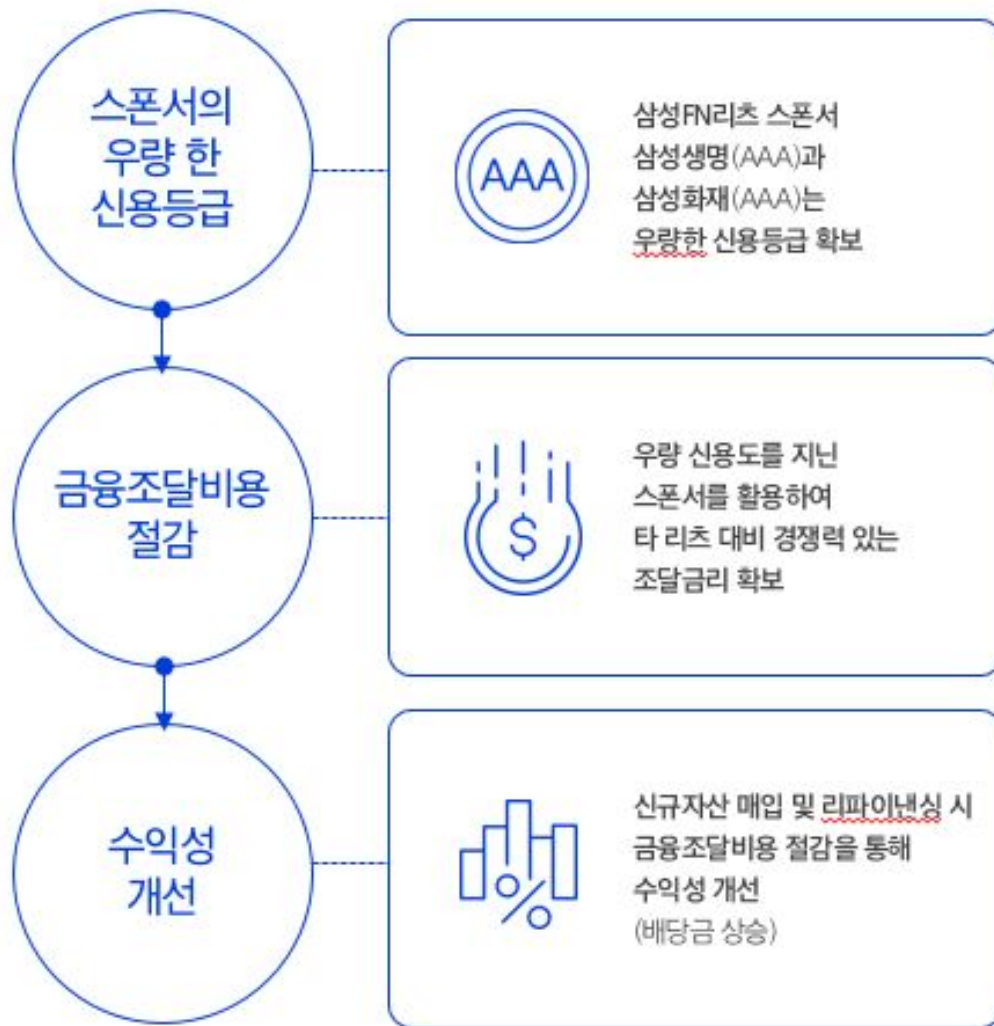 스폰서의
우량 한
신용등급
AAA
삼성FN리츠 스폰서
삼성생명(AAA)과
삼성화재(AAA)는
우량한 신용등급 확보
금융조달비용
절감
$
우량 신용도를 지닌
스폰서를 활용하여
타 리츠 대비 경쟁력 있는
조달금리 확보
수익성
개선
%
신규자산 매입 및 리파이낸싱 시
금융조달비용 절감을 통해
수익성 개선
(배당금 상승)